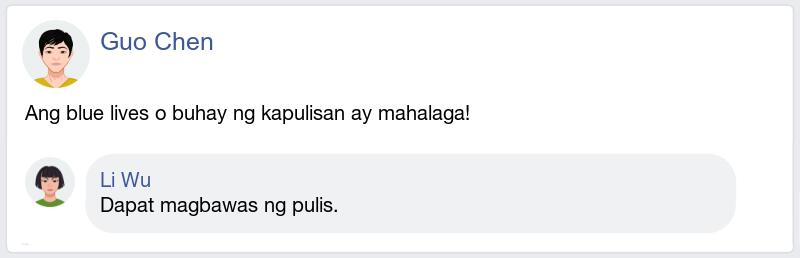 Guo Chen
Ang blue lives o buhay ng kapulisan ay mahalaga!
Li Wu
Dapat magbawas ng pulis.